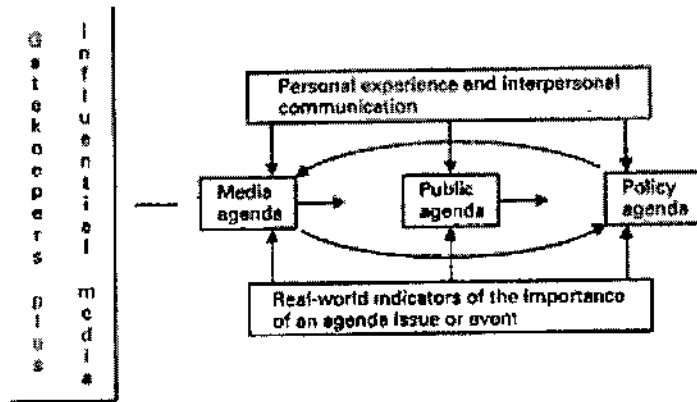 Gatekeepers plus
Influential media
Personal experience and interpersonal
communication
Media
agenda
Public
agenda
Policy
agenda
Real-world indicators of the importance
of an agenda issue or event